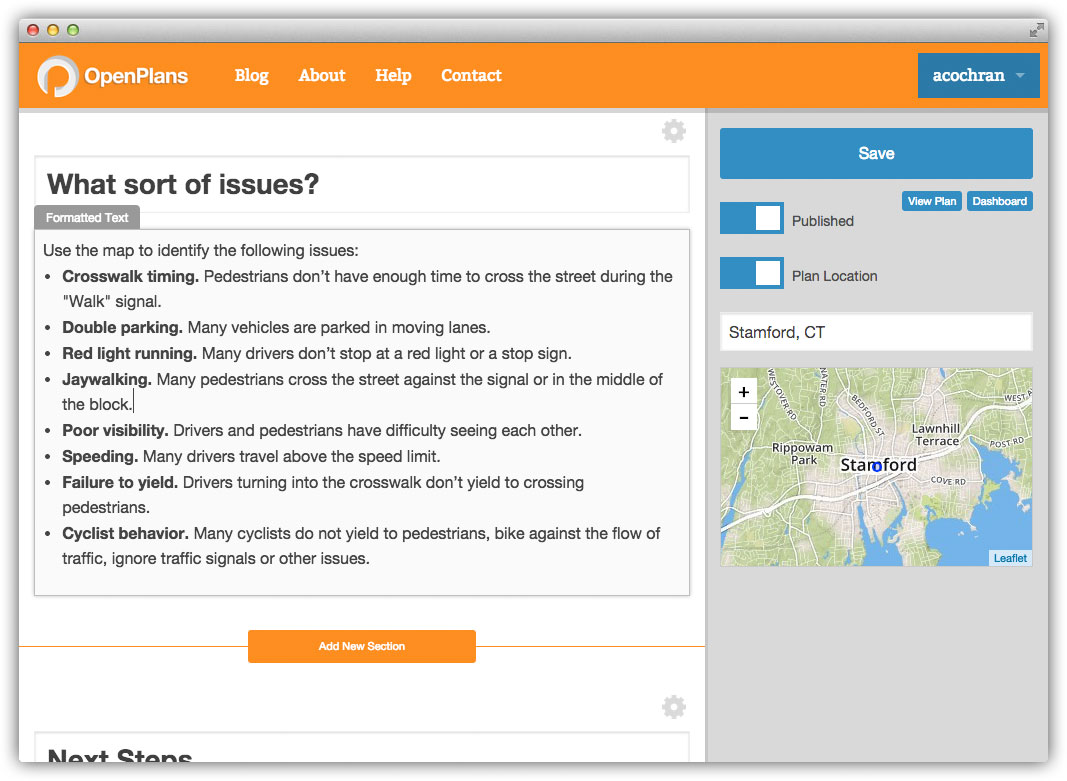 OpenPlans
Blog
About
Help
Contact
acochran
What sort of issues?
Formatted Text
Use the map to identify the following issues:
• Crosswalk timing. Pedestrians don’t have enough time to cross the street during the
"Walk" signal.
• Double parking. Many vehicles are parked in moving lanes.
• Red light running. Many drivers don’t stop at a red light or a stop sign.
• Jaywalking. Many pedestrians cross the street against the signal or in the middle of
the block.
• Poor visibility. Drivers and pedestrians have difficulty seeing each other.
• Speeding. Many drivers travel above the speed limit.
• Failure to yield. Drivers turning into the crosswalk don’t yield to crossing
pedestrians.
• Cyclist behavior. Many cyclists do not yield to pedestrians, bike against the flow of
traffic, ignore traffic signals or other issues.
Add New Section
Next Steps
Save
View Plan
Dashboard
Published
Plan Location
Stamford, CT
+
−
WESTOVER RD
NATER RD
BEDFORD ST
WEST A
Lawnhill
Terrace
POST RD
Rippowam
Park
Stamford
COVE RD
Leaflet